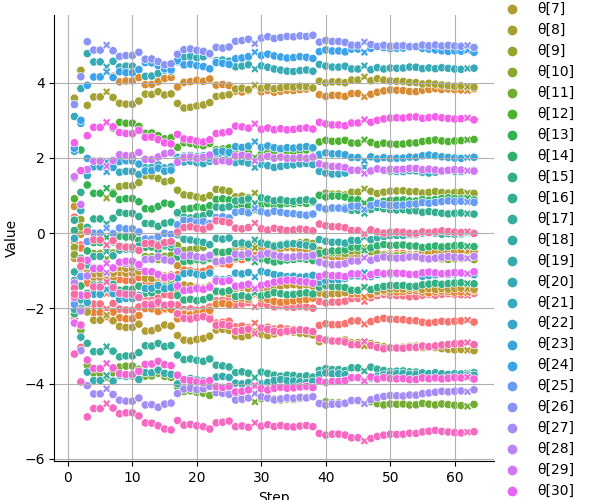 θ[7]
θ[8]
θ[9]
θ[10]
θ[11]
θ[12]
θ[13]
θ[14]
θ[15]
θ[16]
θ[17]
θ[18]
θ[19]
θ[20]
θ[21]
θ[22]
θ[23]
θ[24]
θ[25]
θ[26]
θ[27]
θ[28]
θ[29]
θ[30]
Value
4
2
0
−2
−4
−6
0 10 20 30 40 50 60
Step